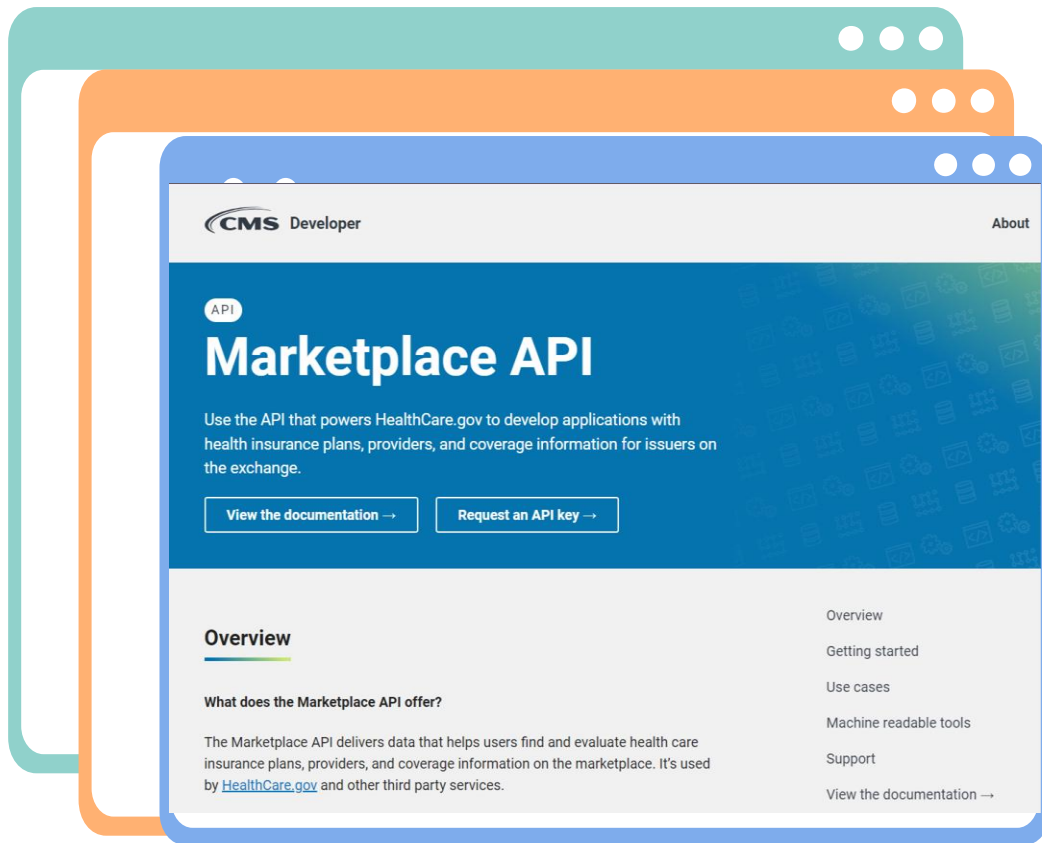 CMS Developer
About
API
Marketplace API
Use the API that powers HealthCare.gov to develop applications with
health insurance plans, providers, and coverage information for issuers on
the exchange.
View the documentation →
Request an API key →
Overview
What does the Marketplace API offer?
The Marketplace API delivers data that helps users find and evaluate health care
insurance plans, providers, and coverage information on the marketplace. It's used
by HealthCare.gov and other third party services.
Overview
Getting started
Use cases
Machine readable tools
Support
View the documentation →